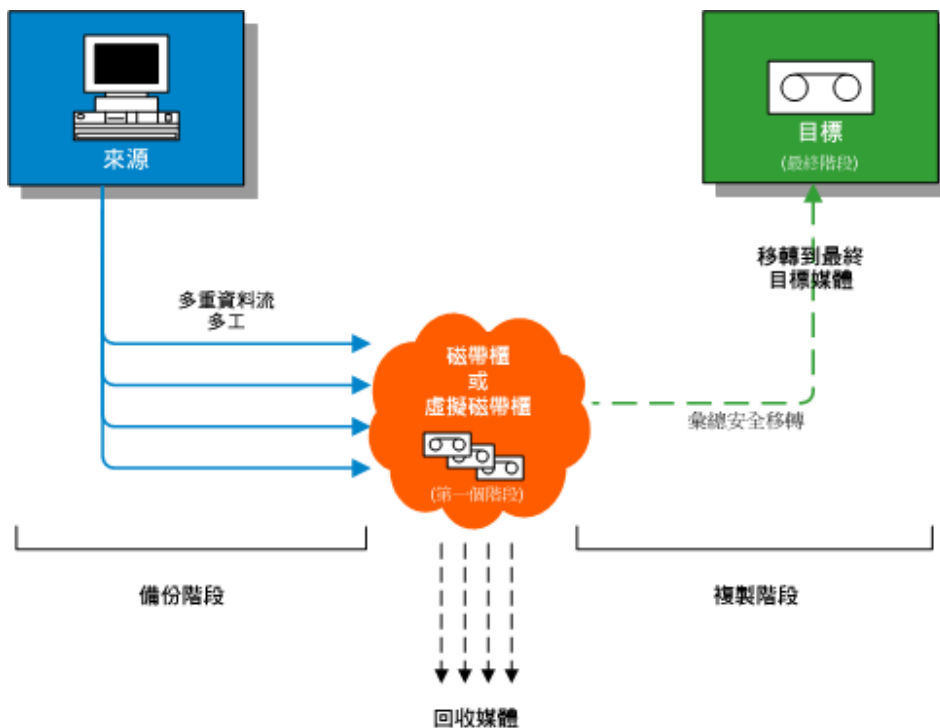 來源
目標
(最終階段)
移轉到最終
目標媒體
多重資料流
多工
磁帶櫃
或
虛擬磁帶櫃
(第一個階段)
彙總安全移轉
備份階段
複製階段
回收媒體